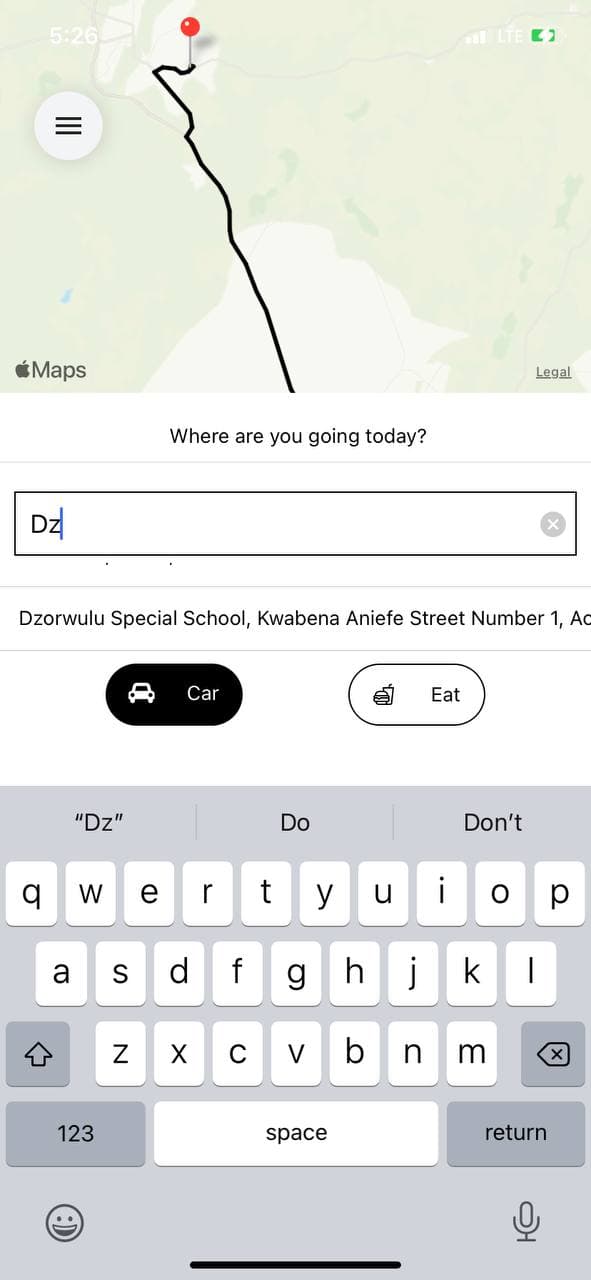 5:26
LTE
Maps
Legal
Where are you going today?
Dz
Dzorwulu Special School, Kwabena Aniefe Street Number 1, Ac
Car
Eat
“Dz”
Do
Don’t
q w e r t y u i o p
a s d f g h j k l
z x c v b n m
123
space
return